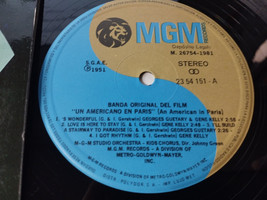 MGM
RECORDS
Depósito Legal:
M. 26754-1981
S.G.A.E.
℗1951
STEREO
23 54 151 - A
BANDA ORIGINAL DEL FILM
"UN AMERICANO EN PARIS" (An American in Paris)
1. 'S WONDERFUL (G. & I. Gershwin) GEORGES GUETARY & GENE KELLY 2.
LOVE IS HERE TO STAY (G. & I. Gershwin) GENE KELLY 3. I'LL BUILD
A STAIRWAY TO PARADISE (G. & I. Gershwin) GEORGES GUETARY
4. I GOT RHYTHM (G. & I. Gershwin) GENE KELLY
M-G-M STUDIO ORCHESTRA - KIDS CHORUS, Dir. Johnny Green
M.G.M. RECORDS - A DIVISION OF
METRO-GOLDWYN-MAYER,
INC.